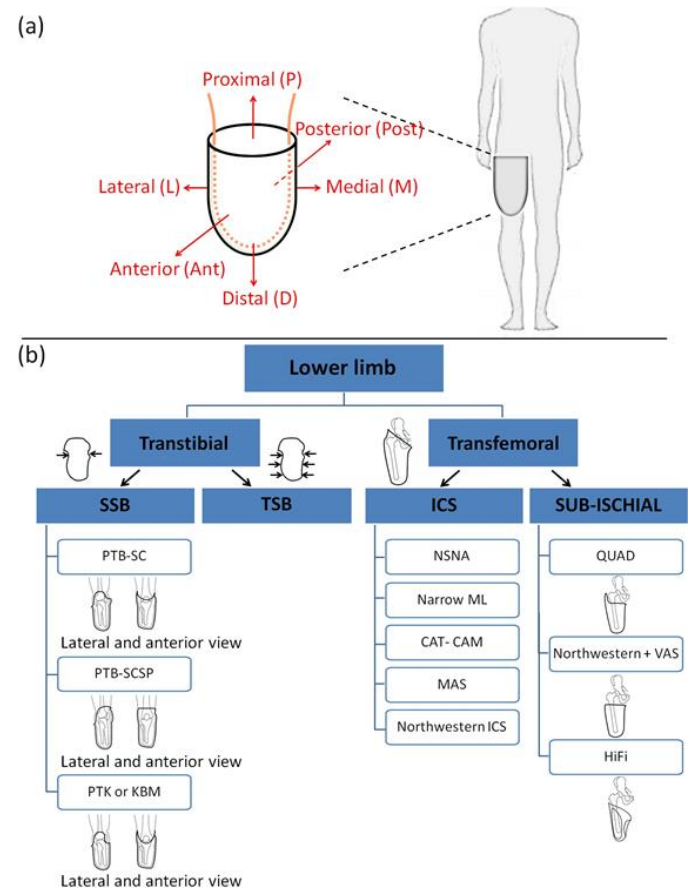 (a)
Proximal (P)
Posterior (Post)
Lateral (L)
Medial (M)
Anterior (Ant)
Distal (D)
(b)
Lower limb
Transtibial
Transfemoral
SSB
TSB
ICS
SUB-ISCHIAL
PTB-SC
Lateral and anterior view
PTB-SCSP
Lateral and anterior view
PTK or KBM
Lateral and anterior view
NSNA
Narrow ML
CAT- CAM
MAS
Northwestern ICS
QUAD
Northwestern + VAS
HiFi